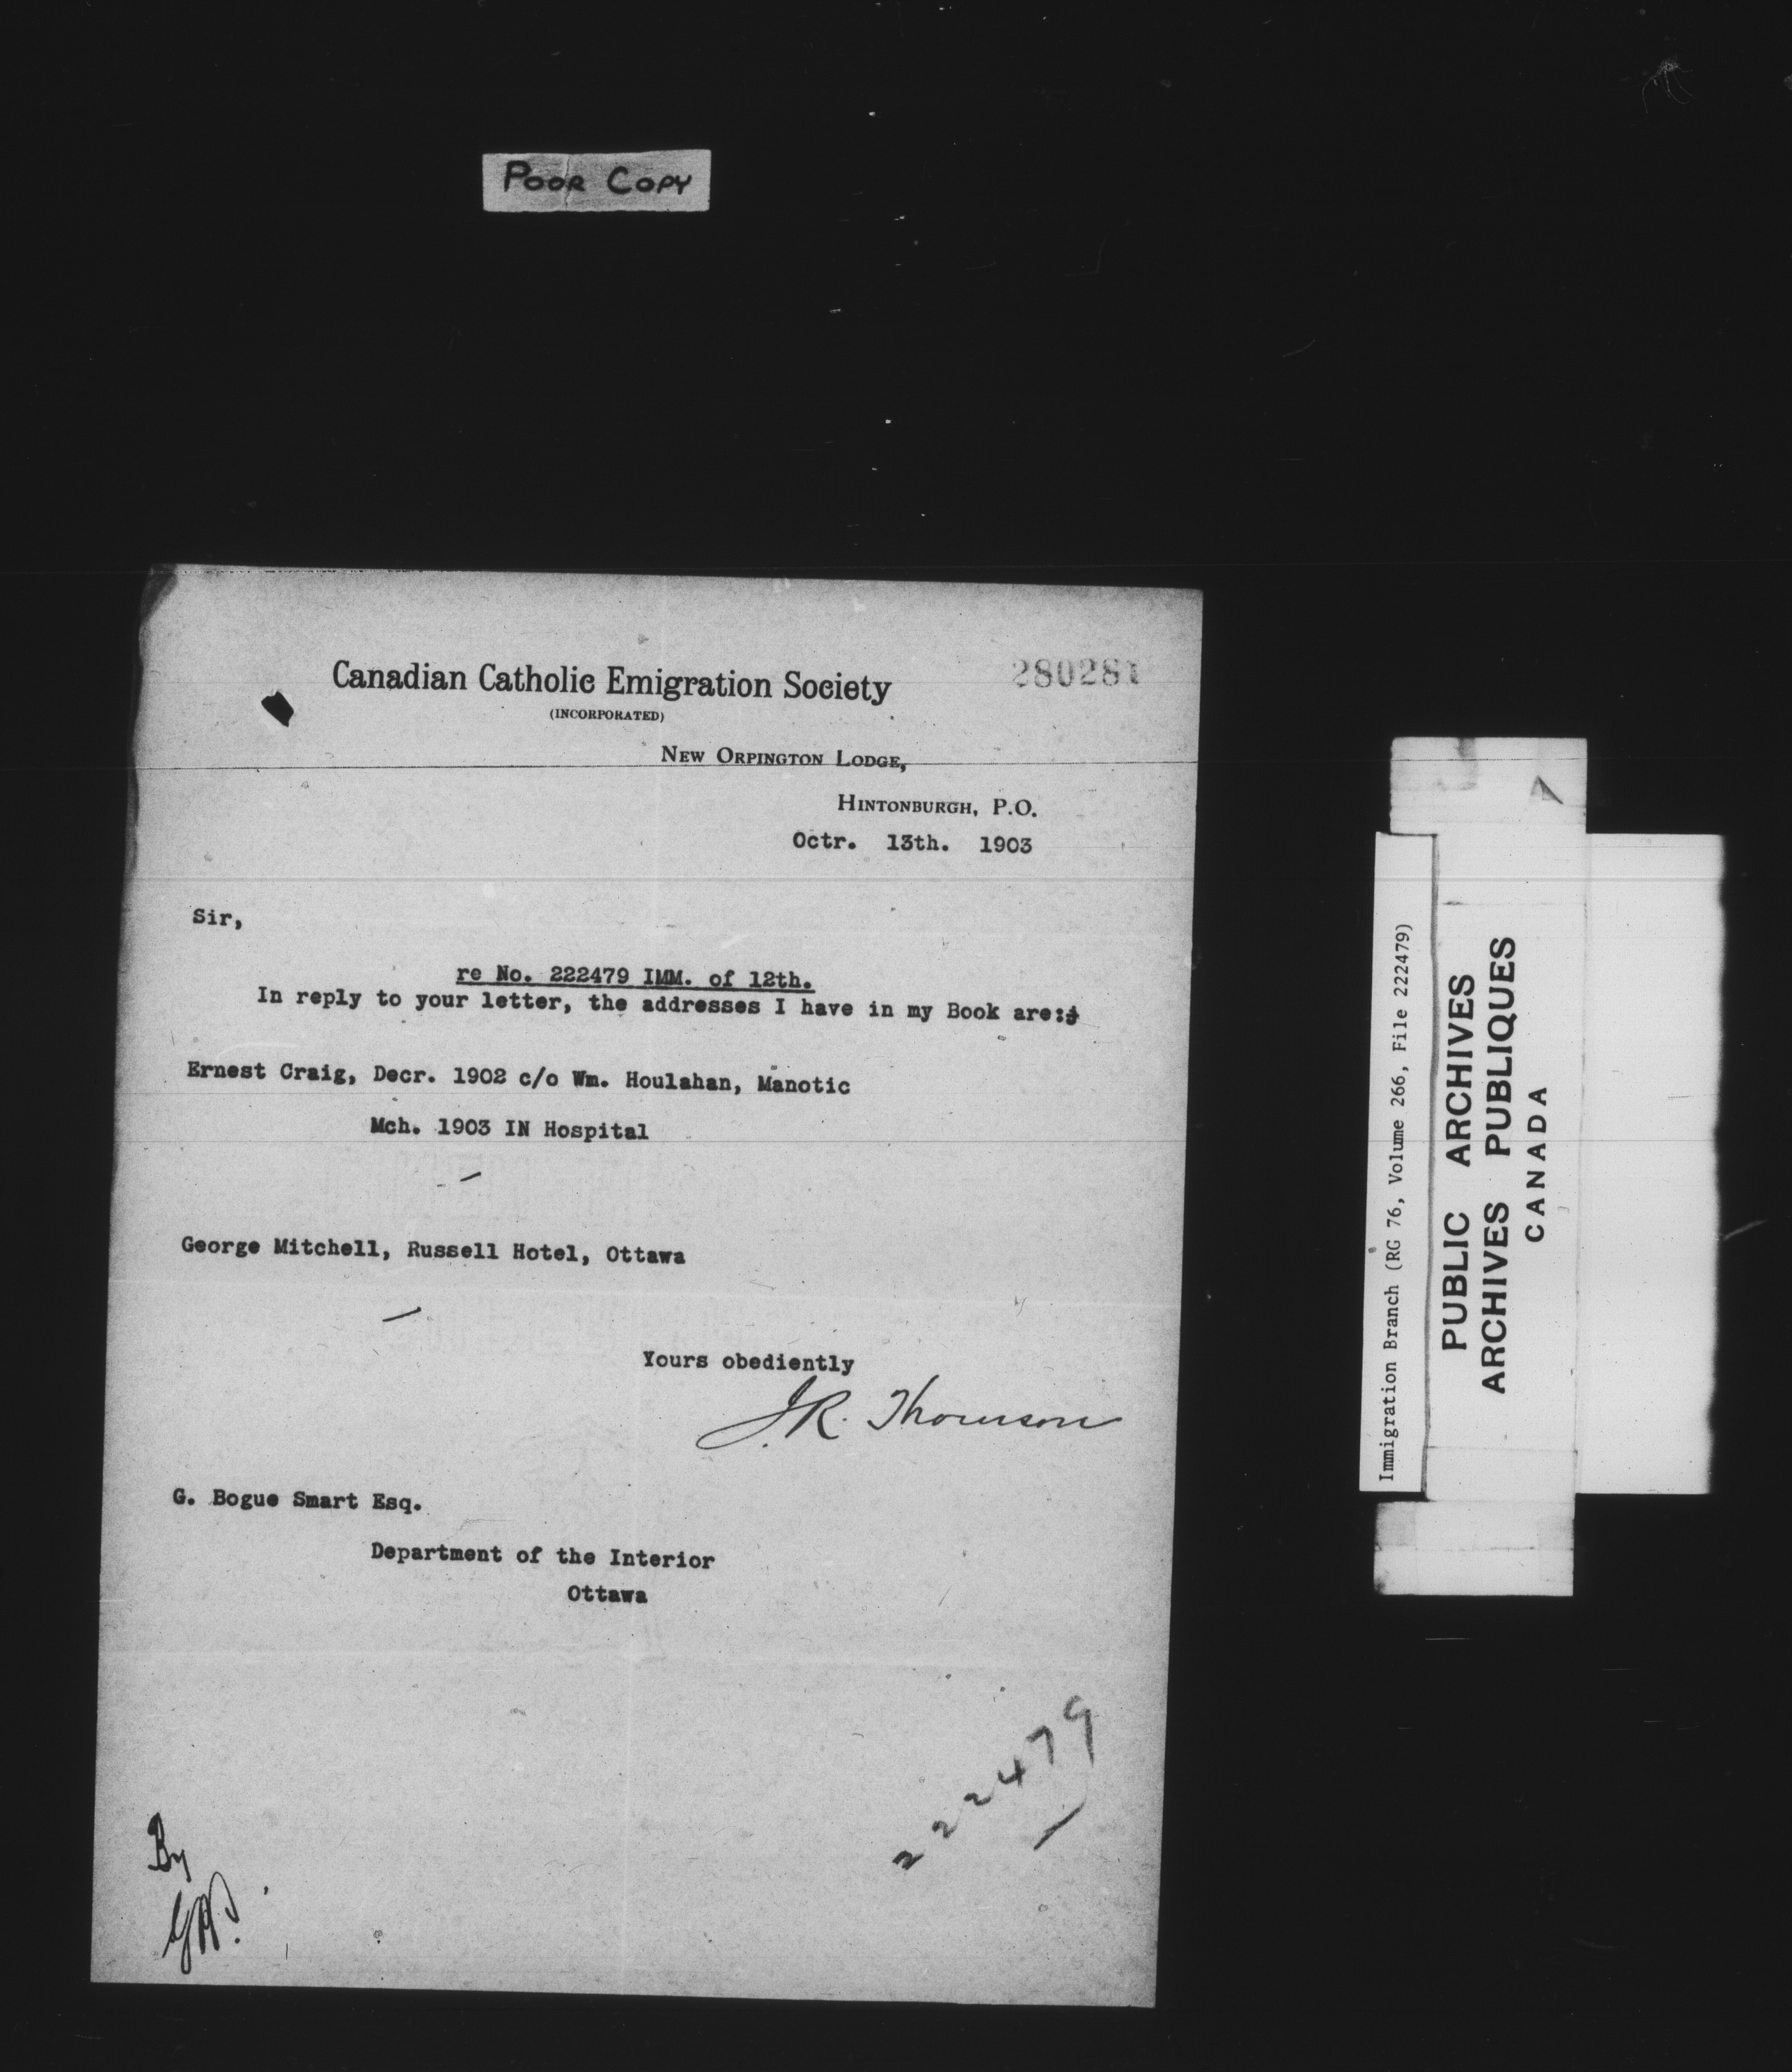 POOR COPY
Canadian Catholic Emigration Society
280281
(INCORPORATED)
NEW ORPINGTON LODGE,
HINTONBURGH, P.O.
Octr. 13th. 1903
Sir,
re No. 222479 IMM. of 12th.
In reply to your letter, the addresses I have in my Book are:
Ernest Craig, Decr. 1902 c/o Wm. Houlahan, Manotic
Mch. 1903 IN Hospital
George Mitchell, Russell Hotel, Ottawa
Yours obediently
J.R. Thomson
G. Bogue Smart Esq.
Department of the Interior
Ottawa
222479
By
Immigration Branch (RG 76, Volume 266, File 222479)
PUBLIC ARCHIVES
ARCHIVES PUBLIQUES
CANADA